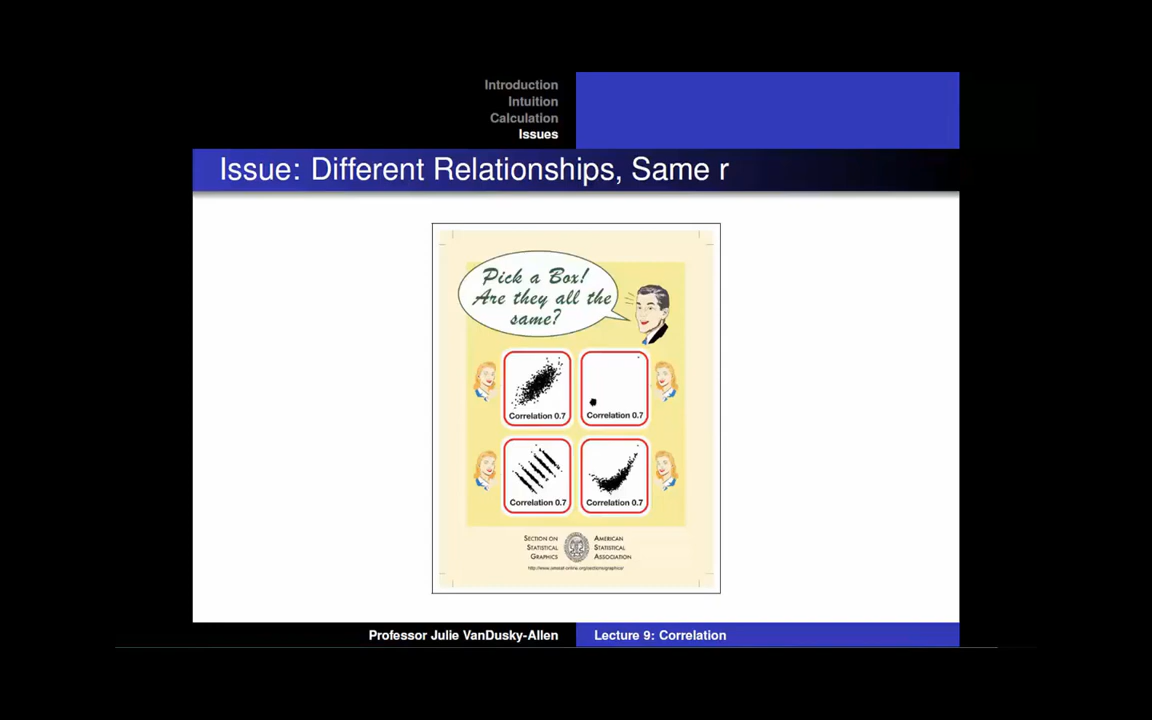 Introduction
Intuition
Calculation
Issues
Issue: Different Relationships, Same r
Pick a Box!
Are they all the
same?
Correlation 0.7
Correlation 0.7
Correlation 0.7
Correlation 0.7
Section on
Statistical
Graphics
American
Statistical
Association
Professor Julie VanDusky-Allen
Lecture 9: Correlation